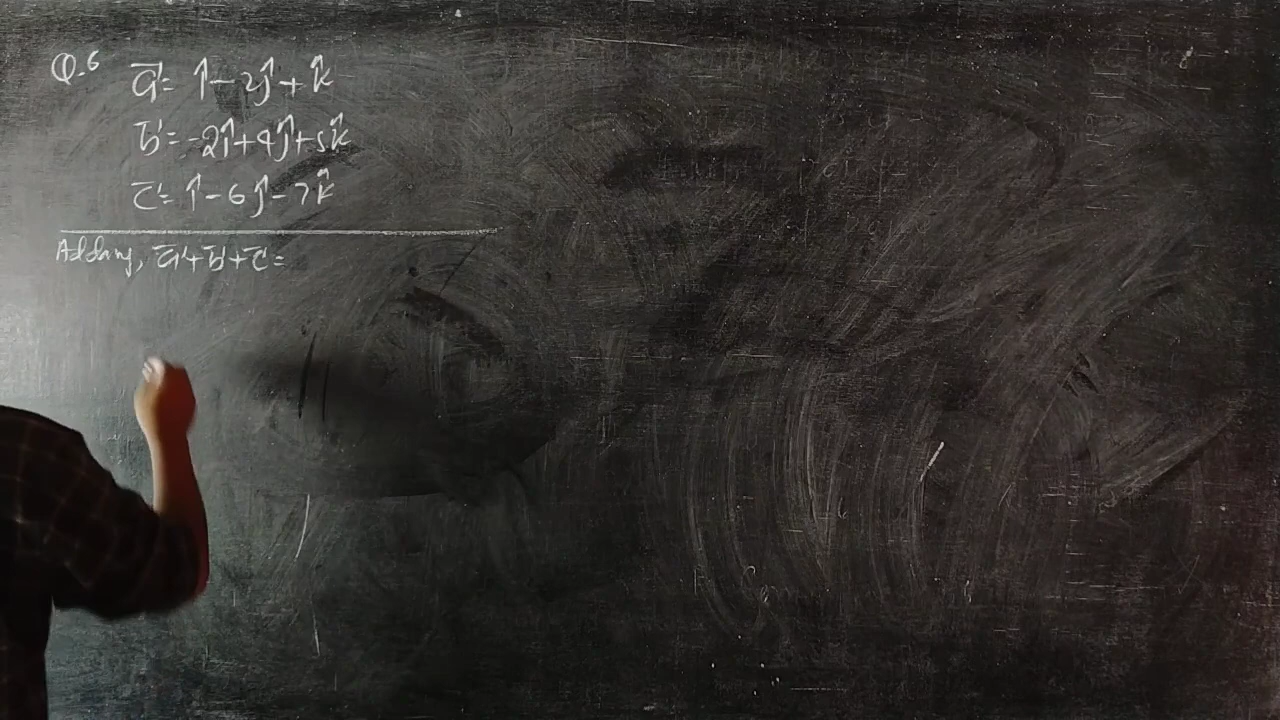 Q.6 a⃗ = î - 2ĵ + k̂
b⃗ = -2î + 4ĵ + 5k̂
c⃗ = î - 6ĵ - 7k̂
Adding, a⃗ + b⃗ + c⃗ =